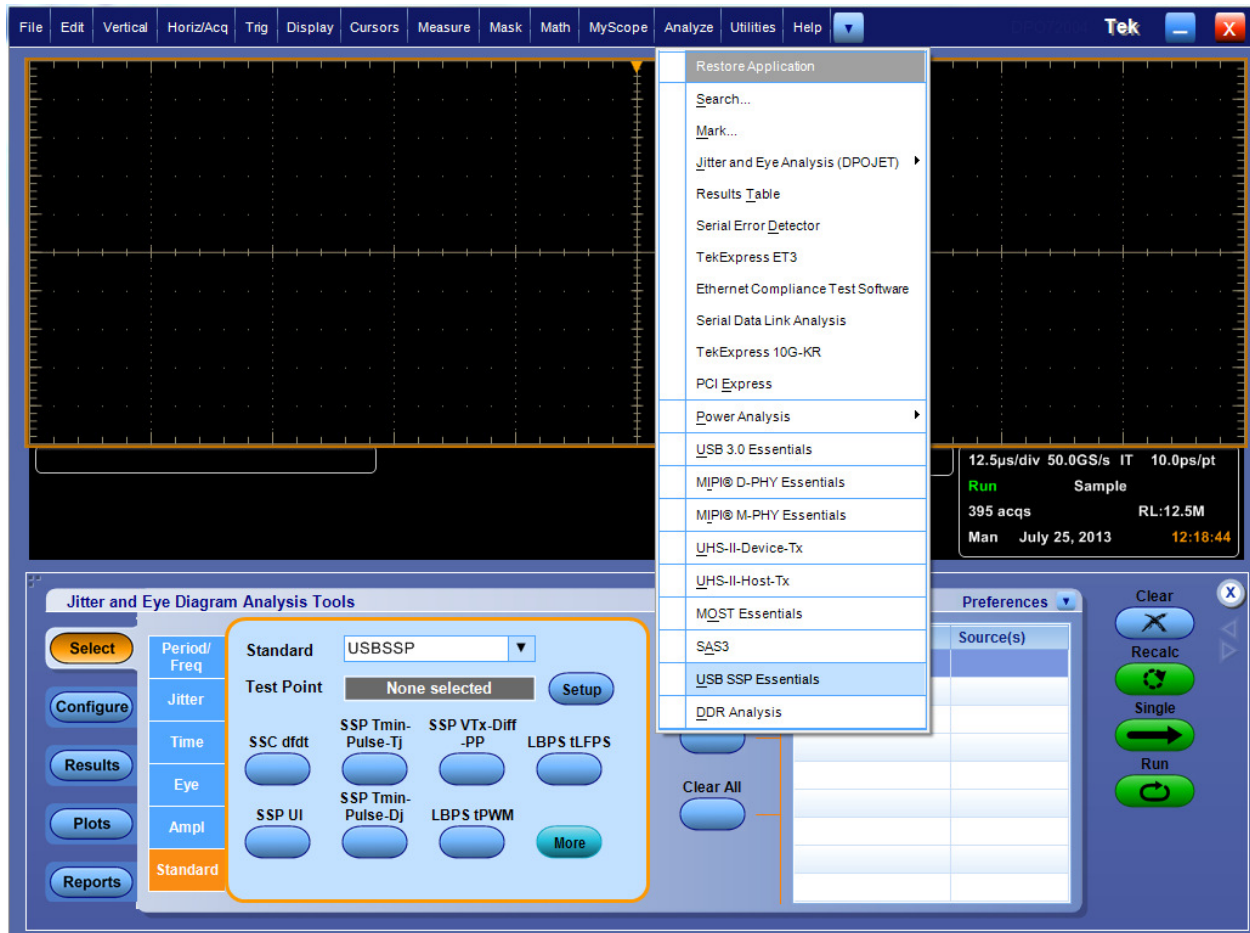 File Edit Vertical Horiz/Acq Trig Display Cursors Measure Mask Math MyScope Analyze Utilities Help Tek X
Restore Application
Search...
Mark...
Jitter and Eye Analysis (DPOJET)
Results Table
Serial Error Detector
TekExpress ET3
Ethernet Compliance Test Software
Serial Data Link Analysis
TekExpress 10G-KR
PCI Express
Power Analysis
USB 3.0 Essentials
MIPI® D-PHY Essentials
MIPI® M-PHY Essentials
UHS-II-Device-Tx
UHS-II-Host-Tx
MOST Essentials
SAS3
USB SSP Essentials
DDR Analysis
12.5µs/div 50.0GS/s IT 10.0ps/pt
Run Sample
395 acqs RL:12.5M
Man July 25, 2013 12:18:44
Jitter and Eye Diagram Analysis Tools
Preferences
X
Select
Configure
Results
Plots
Reports
Period/
Freq
Jitter
Time
Eye
Ampl
Standard
Standard USBSSP
Test Point None selected Setup
SSC dfdt
SSP Tmin-
Pulse-Tj
SSP VTx-Diff
-PP
LBPS tLFPS
SSP UI
SSP Tmin-
Pulse-Dj
LBPS tPWM
More
Clear All
Source(s)
Clear
Recalc
Single
Run